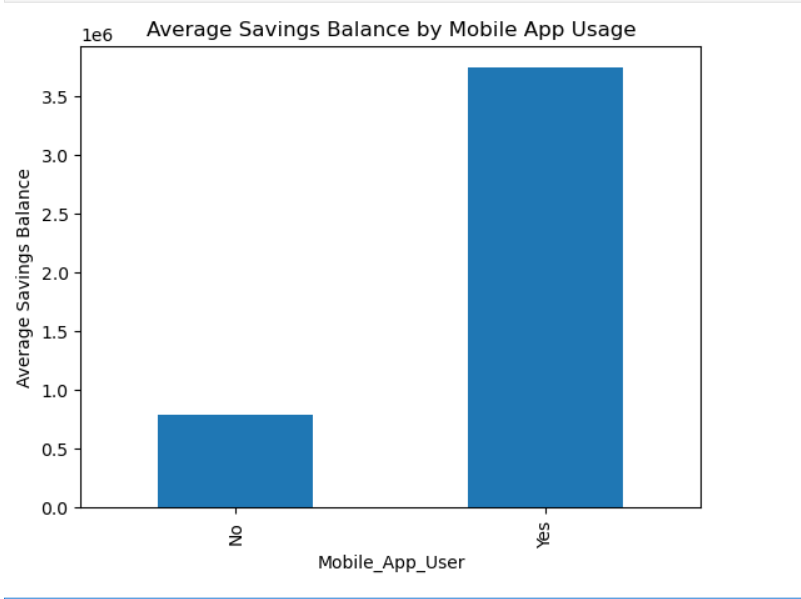 Average Savings Balance by Mobile App Usage
1e6
3.5
3.0
2.5
2.0
1.5
1.0
0.5
0.0
Average Savings Balance
No
Yes
Mobile_App_User